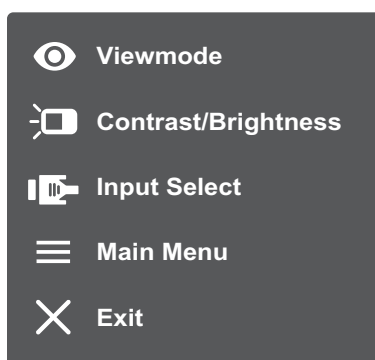 Viewmode
Contrast/Brightness
Input Select
Main Menu
Exit